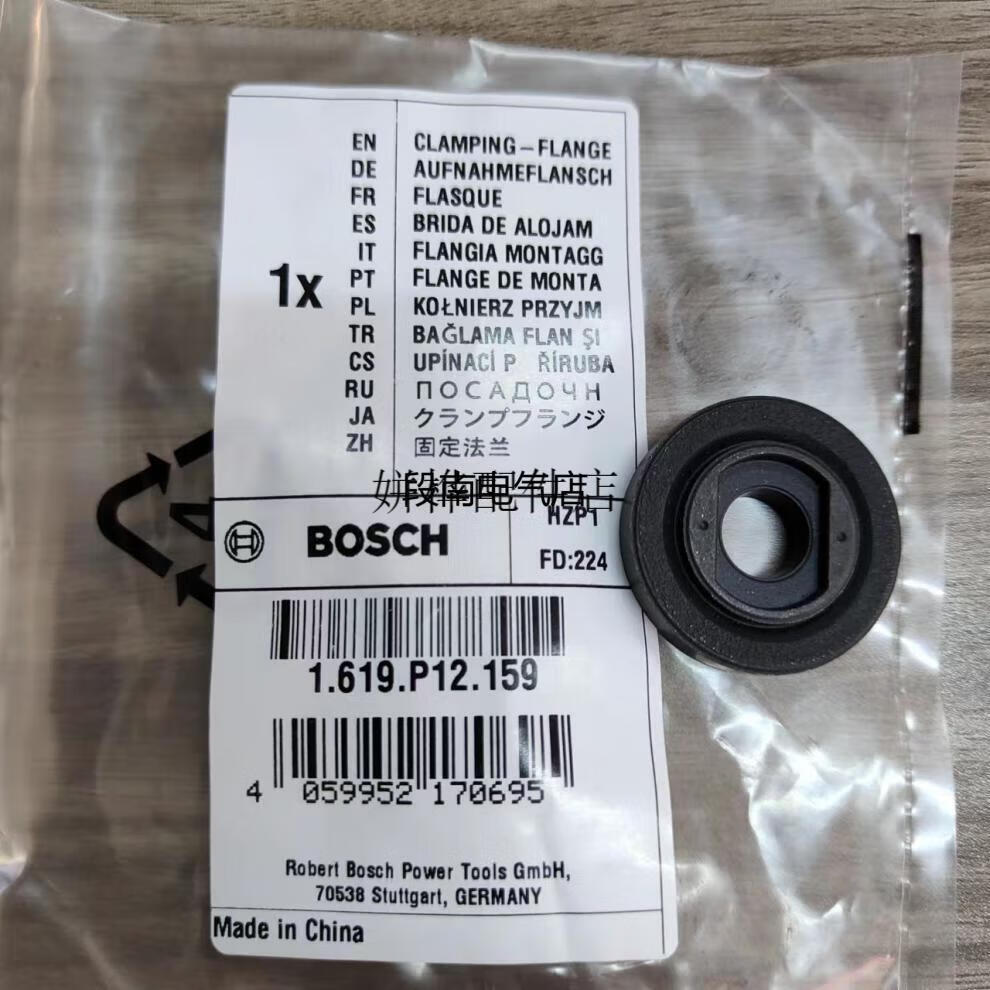 1x
EN CLAMPING-FLANGE
DE AUFNAHMEFLANSCH
FR FLASQUE
ES BRIDA DE ALOJAM
IT FLANGIA MONTAGG
PT FLANGE DE MONTA
PL KOŁNIERZ PRZYJM
TR BAĞLAMA FLAN ŞI
CS UPÍNACÍ P ŘÍRUBA
RU ПОСАДОЧН
JA クランプフランジ
ZH 固定法兰
BOSCH
HZP1
FD:224
1.619.P12.159
4 059952 170695
Robert Bosch Power Tools GmbH,
70538 Stuttgart, GERMANY
Made in China
4